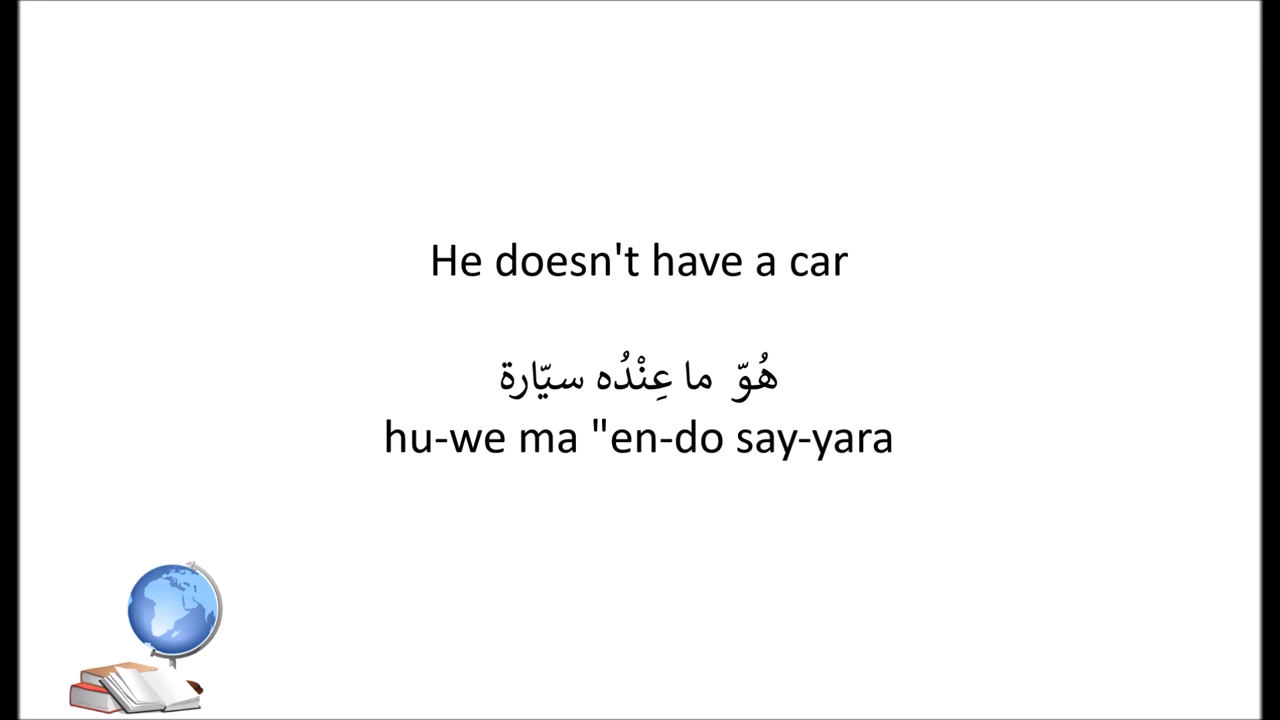 He doesn't have a car
هُوّ ما عِنْدُه سيّارة
hu-we ma "en-do say-yara